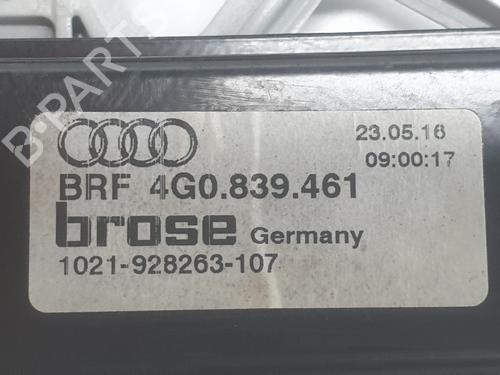 23.05.16
09:00:17
BRF 4G0.839.461
brose Germany
1021-928263-107
B-PARTS